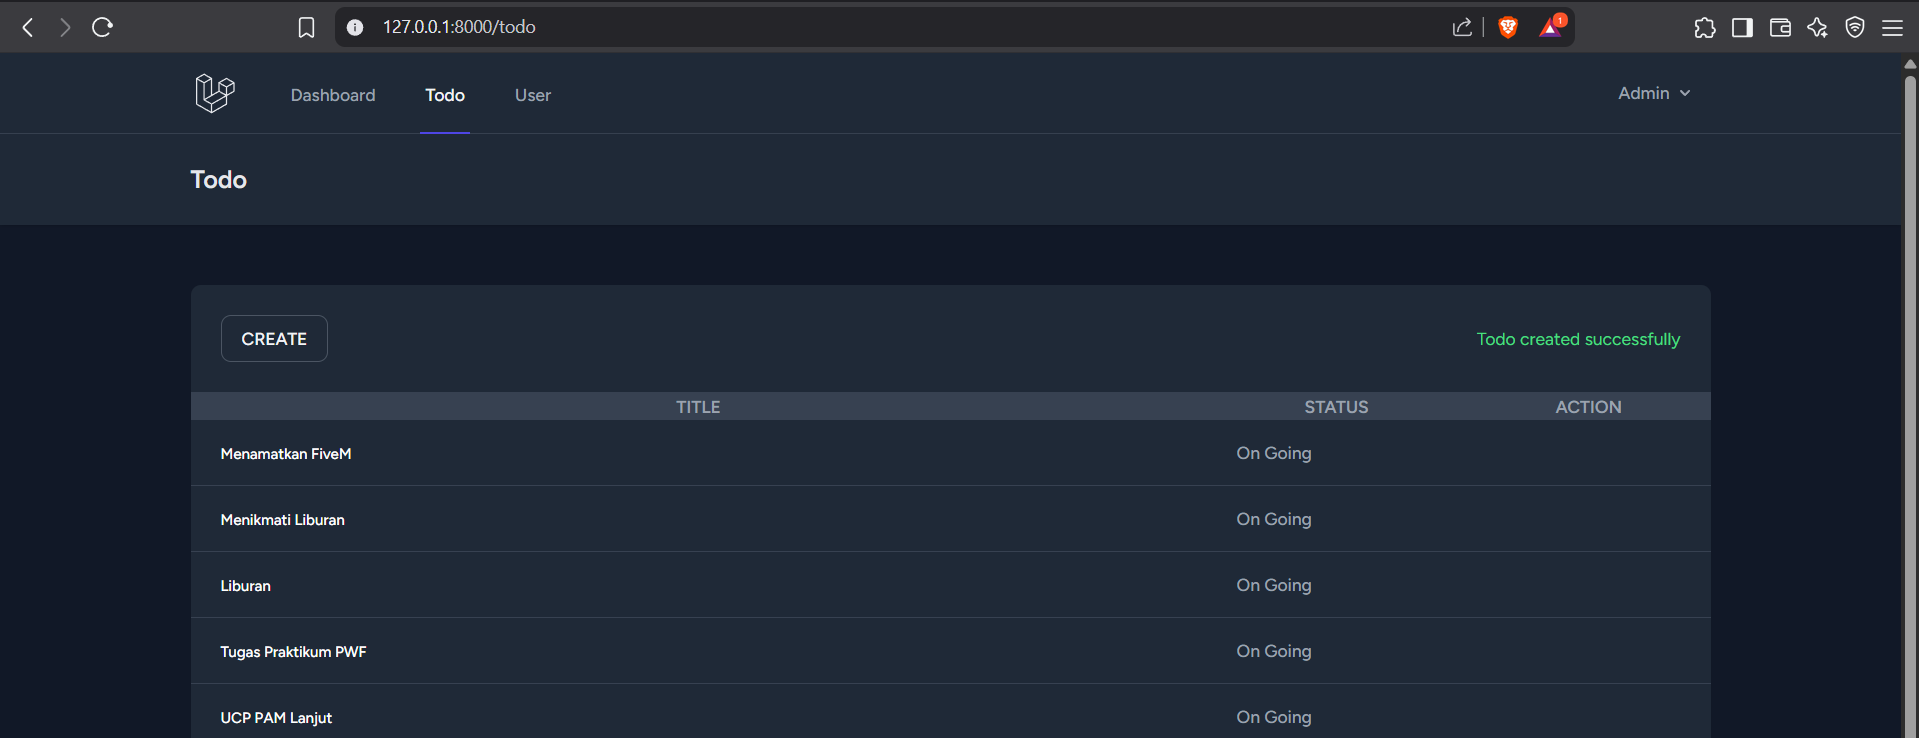 127.0.0.1:8000/todo
1
Dashboard Todo User Admin
Todo
CREATE Todo created successfully
TITLE STATUS ACTION
Menamatkan FiveM On Going
Menikmati Liburan On Going
Liburan On Going
Tugas Praktikum PWF On Going
UCP PAM Lanjut On Going